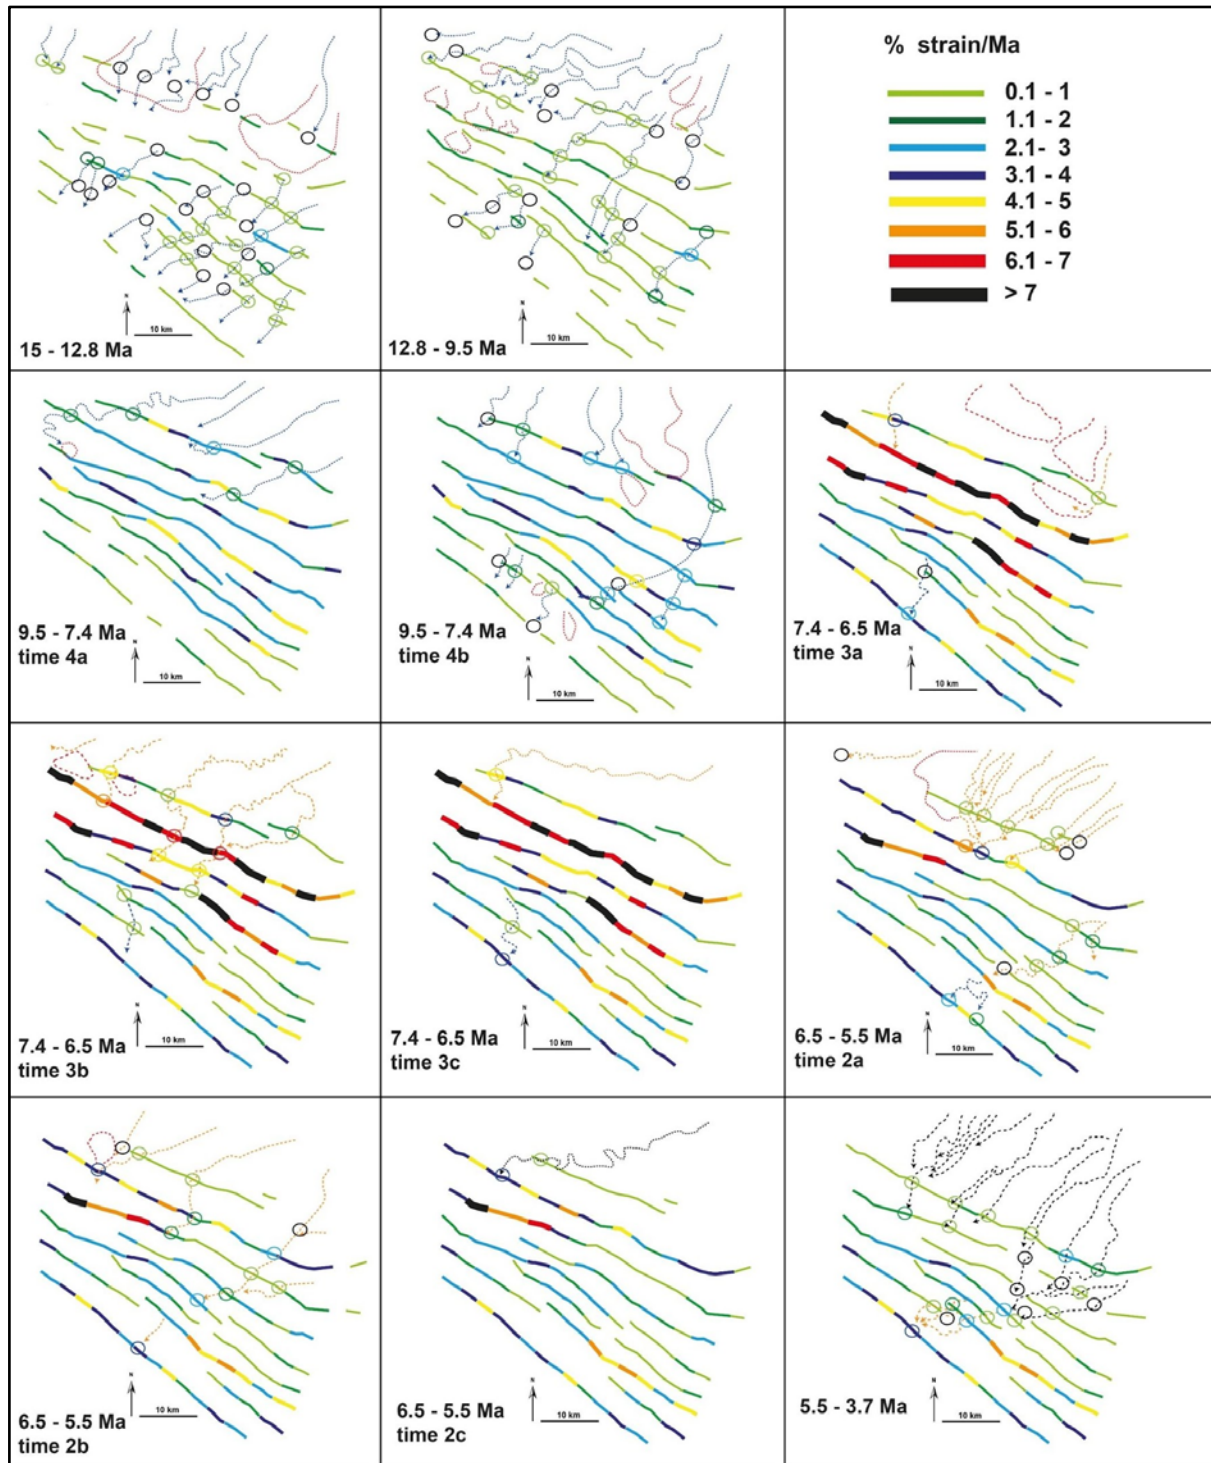 % strain/Ma
0.1 - 1
1.1 - 2
2.1- 3
3.1 - 4
4.1 - 5
5.1 - 6
6.1 - 7
> 7
N
10 km
15 - 12.8 Ma
N
10 km
12.8 - 9.5 Ma
N
10 km
9.5 - 7.4 Ma
time 4a
N
10 km
9.5 - 7.4 Ma
time 4b
N
10 km
7.4 - 6.5 Ma
time 3a
N
10 km
7.4 - 6.5 Ma
time 3b
N
10 km
7.4 - 6.5 Ma
time 3c
N
10 km
6.5 - 5.5 Ma
time 2a
N
10 km
6.5 - 5.5 Ma
time 2b
N
10 km
6.5 - 5.5 Ma
time 2c
N
10 km
5.5 - 3.7 Ma